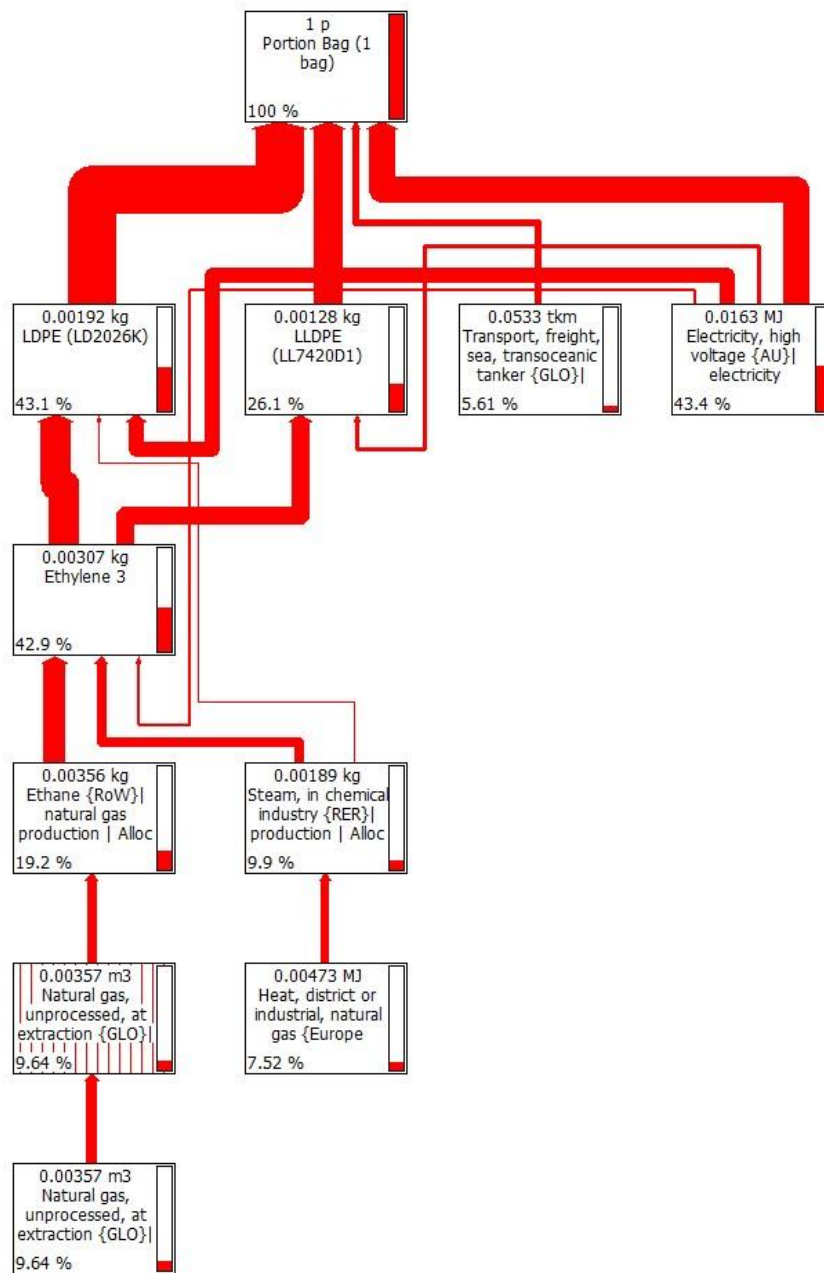 1 p
Portion Bag (1
bag)
100 %
0.00192 kg
LDPE (LD2026K)
43.1 %
0.00128 kg
LLDPE
(LL7420D1)
26.1 %
0.0533 tkm
Transport, freight,
sea, transoceanic
tanker {GLO}|
5.61 %
0.0163 MJ
Electricity, high
voltage {AU}|
electricity
43.4 %
0.00307 kg
Ethylene 3
42.9 %
0.00356 kg
Ethane {RoW}|
natural gas
production | Alloc
19.2 %
0.00189 kg
Steam, in chemical
industry {RER}|
production | Alloc
9.9 %
0.00357 m3
Natural gas,
unprocessed, at
extraction {GLO}|
9.64 %
0.00473 MJ
Heat, district or
industrial, natural
gas {Europe
7.52 %
0.00357 m3
Natural gas,
unprocessed, at
extraction {GLO}|
9.64 %